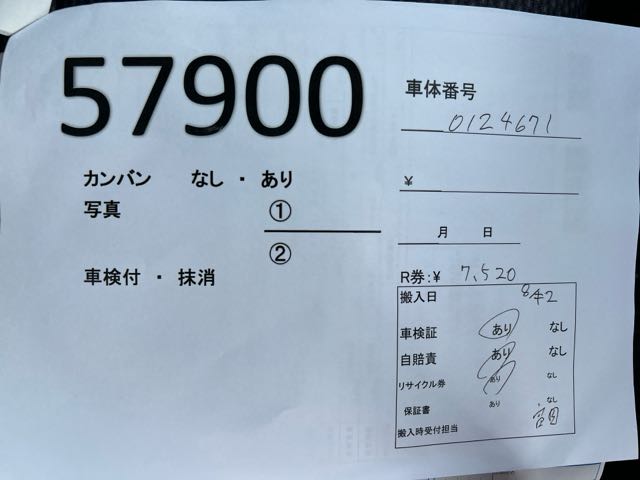 57900
カンバン なし ・ あり
写真 ①
②
車検付 ・ 抹消
車体番号
0124671
¥
月 日
R券:¥ 7,520
搬入日
車検証 あり なし
自賠責 あり なし
リサイクル券 あり なし
保証書 あり なし
搬入時受付担当